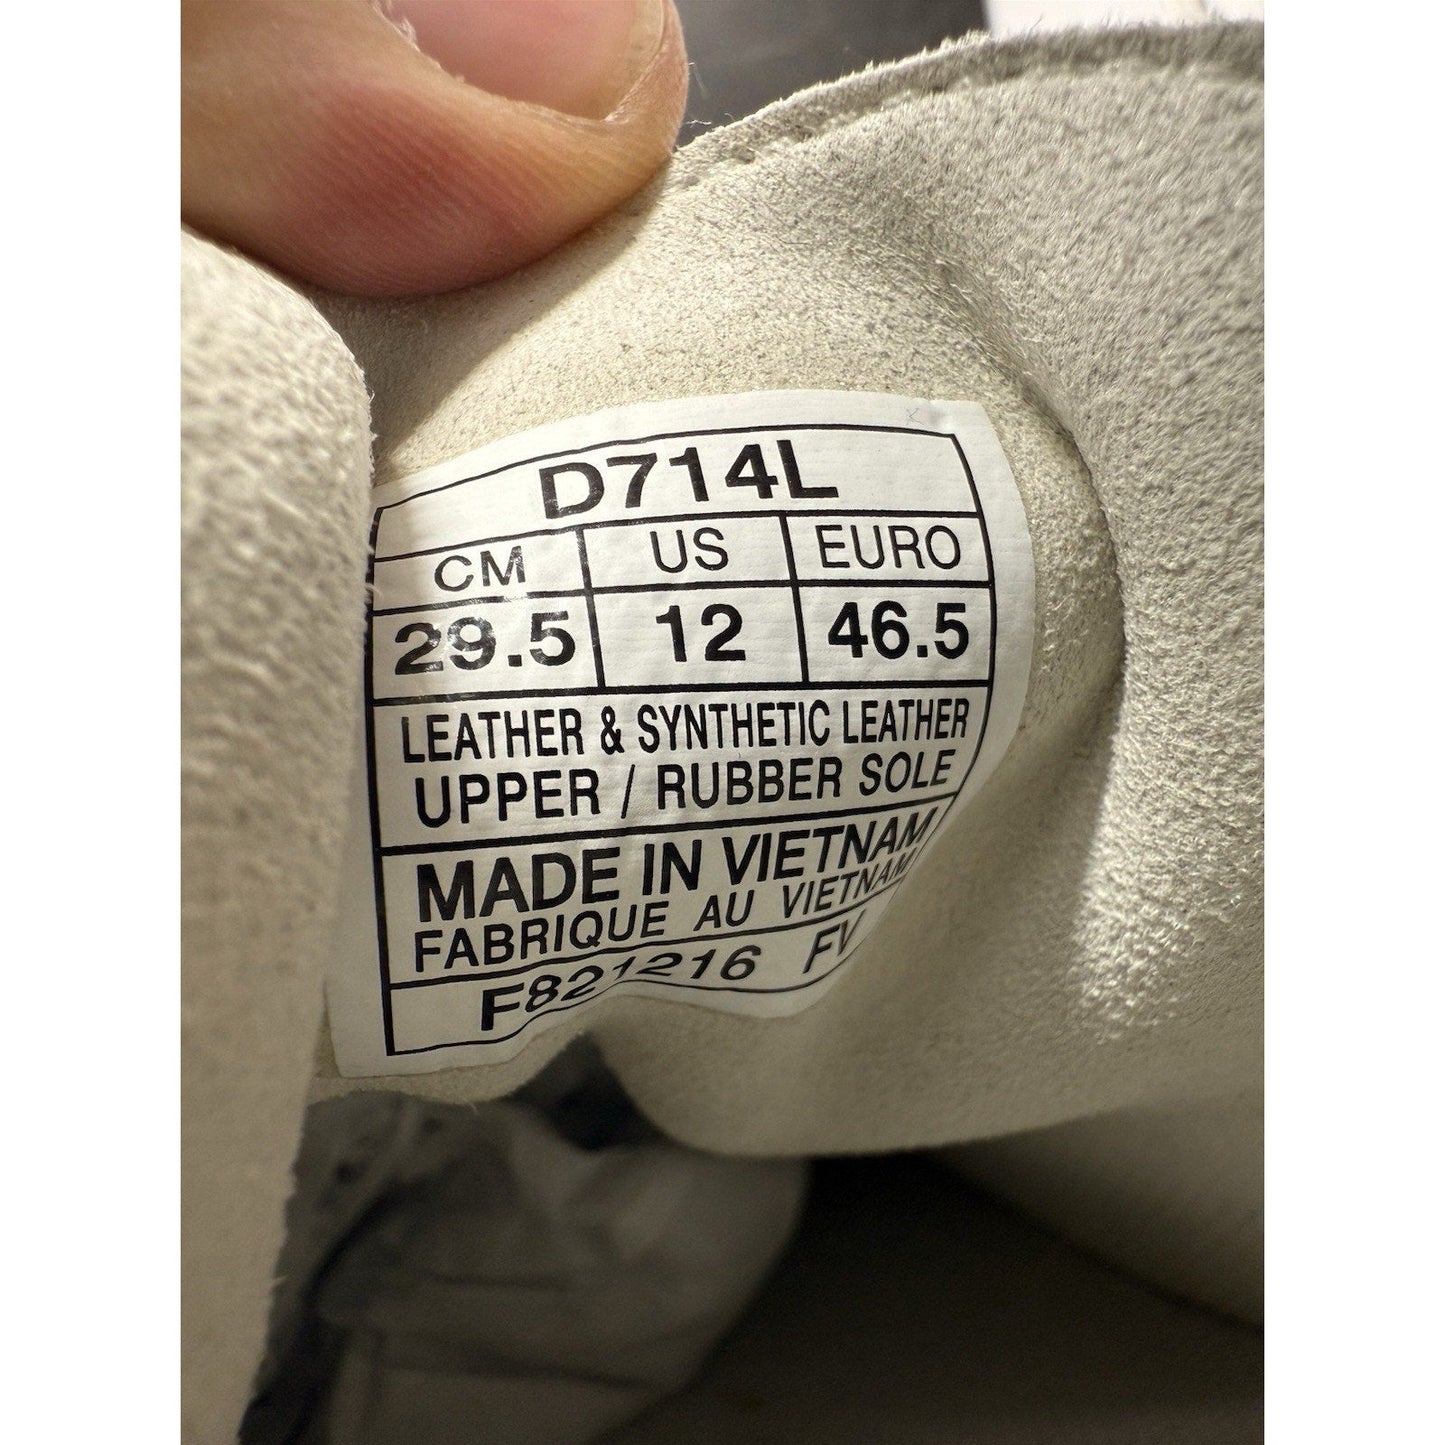 D714L
CM US EURO
29.5 12 46.5
LEATHER & SYNTHETIC LEATHER
UPPER / RUBBER SOLE
MADE IN VIETNAM
FABRIQUE AU VIETNAM
F821216 FV